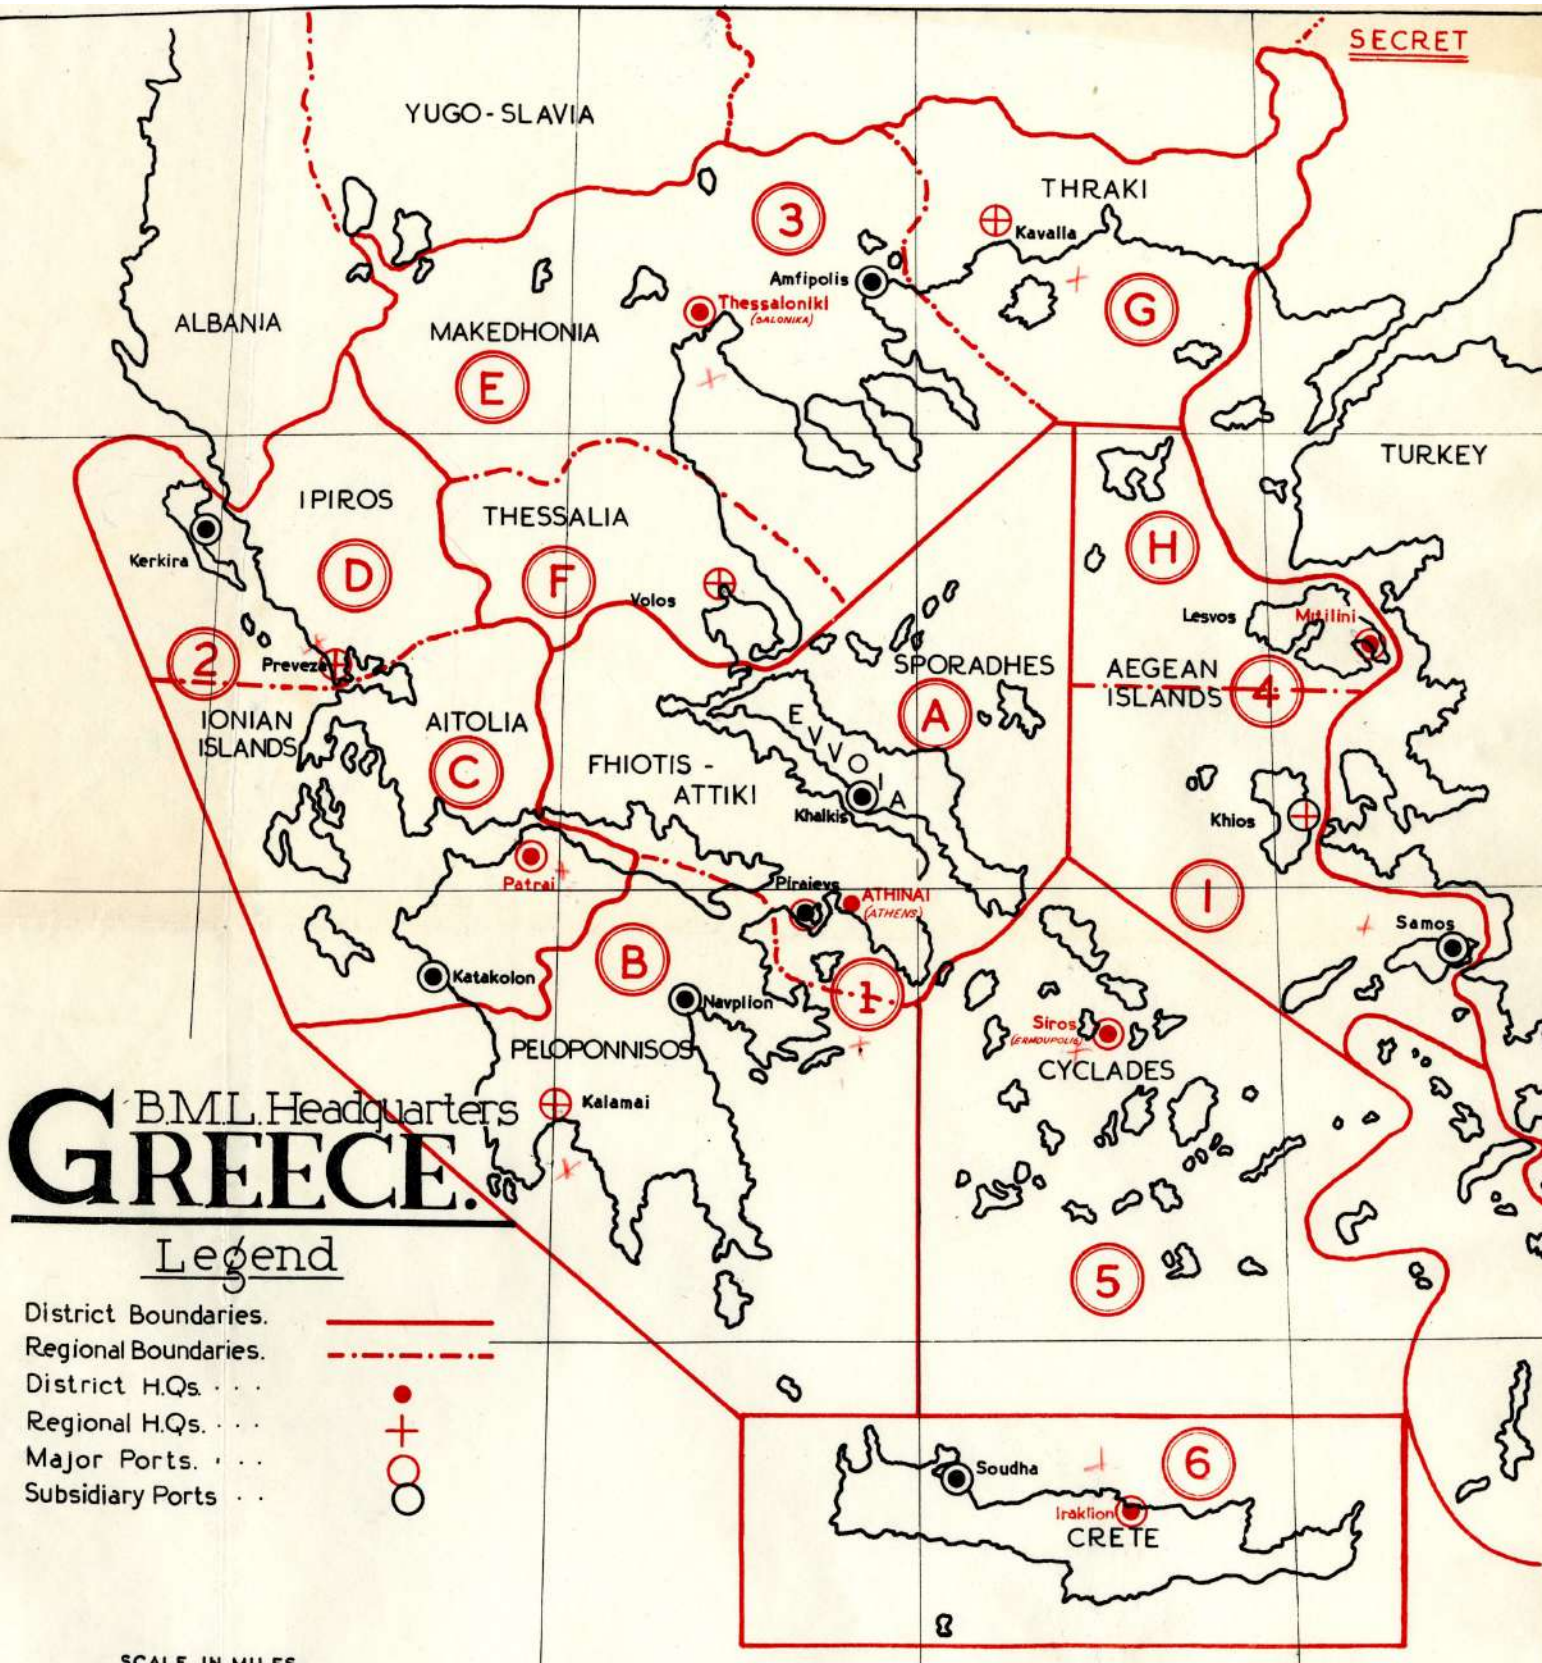 SECRET
YUGO-SLAVIA
THRAKI
3
Kavalla
Amfipolis
G
Thessaloniki
(SALONIKA)
ALBANIA
MAKEDHONIA
E
TURKEY
IPIROS
THESSALIA
H
Kerkira
D
F
Volos
Lesvos
Mitilini
2
Preveza
SPORADHES
AEGEAN
ISLANDS
4
A
IONIAN
ISLANDS
AITOLIA
C
EVVOIA
FHIOTIS -
ATTIKI
Khalkis
Khios
Patrai
Piraievs
ATHINAI
(ATHENS)
I
Samos
B
Katakolon
Navplion
1
Siros
(ERMOUPOLIS)
CYCLADES
PELOPONNISOS
Kalamai
B.M.L. Headquarters
GREECE.
Legend
5
District Boundaries.
Regional Boundaries.
District H.Qs. . . .
Regional H.Qs. . . .
Major Ports. . . .
Subsidiary Ports . .
6
Soudha
Iraklion
CRETE
SCALE IN MILES